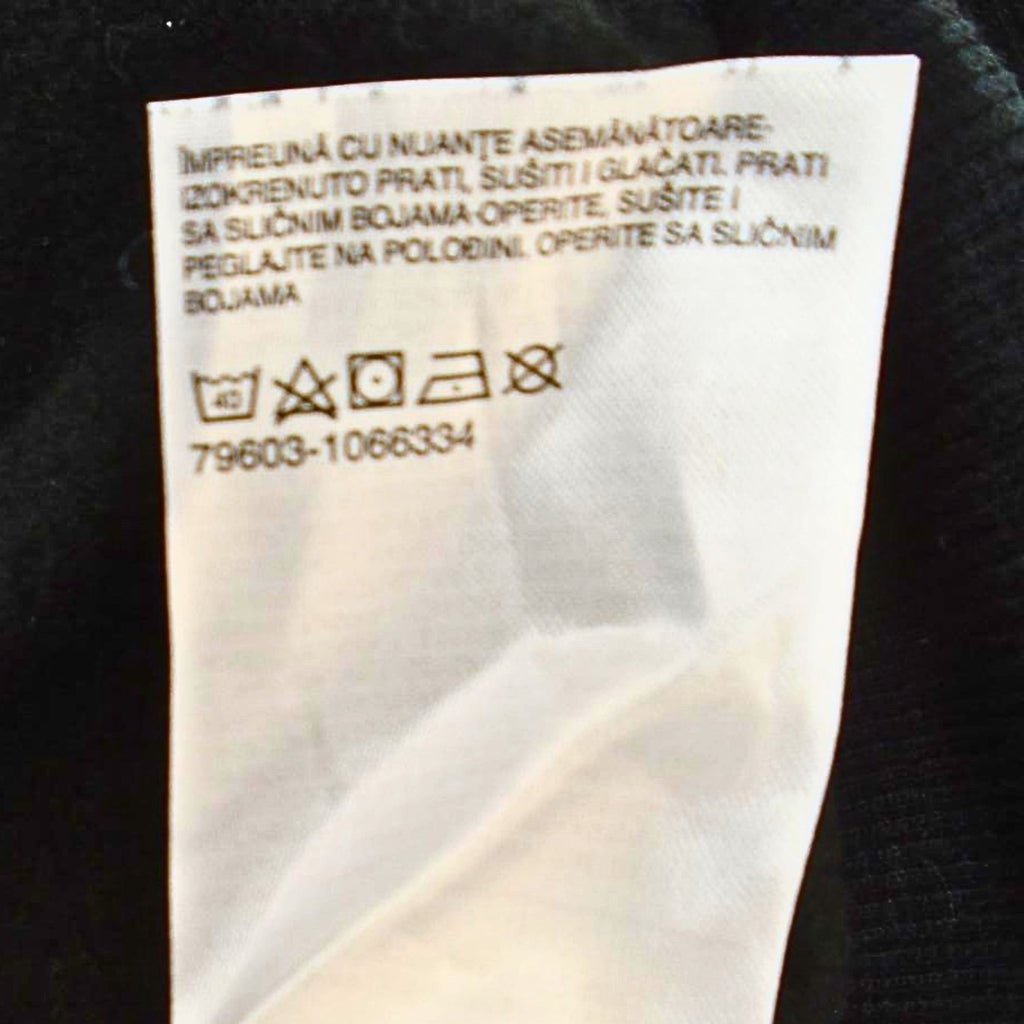 ÎMPREUNĂ CU NUANȚE ASEMĂNĂTOARE-
IZOKRENUTO PRATI, SUŠITI I GLAČATI. PRATI
SA SLIČNIM BOJAMA-OPERITE, SUŠITE I
PEGLAJTE NA POLOĐINI. OPERITE SA SLIČNIM
BOJAMA
40
79603-1066334